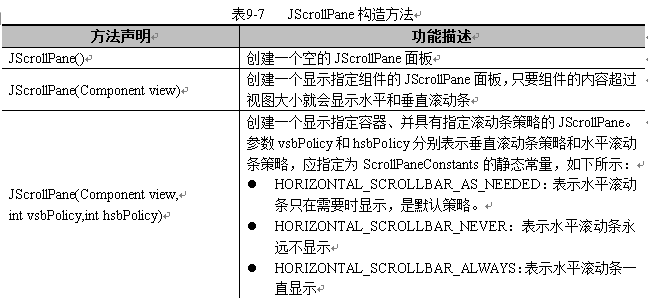 表9-7 JScrollPane 构造方法
方法声明 功能描述
JScrollPane() 创建一个空的 JScrollPane 面板
JScrollPane(Component view) 创建一个显示指定组件的 JScrollPane 面板，只要组件的内容超过
视图大小就会显示水平和垂直滚动条
JScrollPane(Component view,
int vsbPolicy,int hsbPolicy)
创建一个显示指定容器、并具有指定滚动条策略的 JScrollPane。
参数 vsbPolicy 和 hsbPolicy 分别表示垂直滚动条策略和水平滚动
条策略，应指定为 ScrollPaneConstants 的静态常量，如下所示：
● HORIZONTAL_SCROLLBAR_AS_NEEDED：表示水平滚动
条只在需要时显示，是默认策略。
● HORIZONTAL_SCROLLBAR_NEVER：表示水平滚动条永
远不显示
● HORIZONTAL_SCROLLBAR_ALWAYS：表示水平滚动条一
直显示